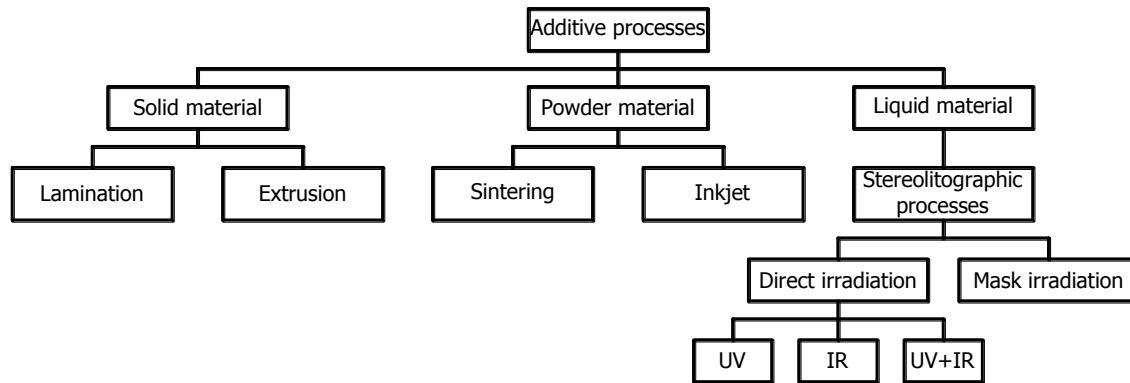 Additive processes
Solid material
Powder material
Liquid material
Lamination
Extrusion
Sintering
Inkjet
Stereolitographic
processes
Direct irradiation
Mask irradiation
UV
IR
UV+IR